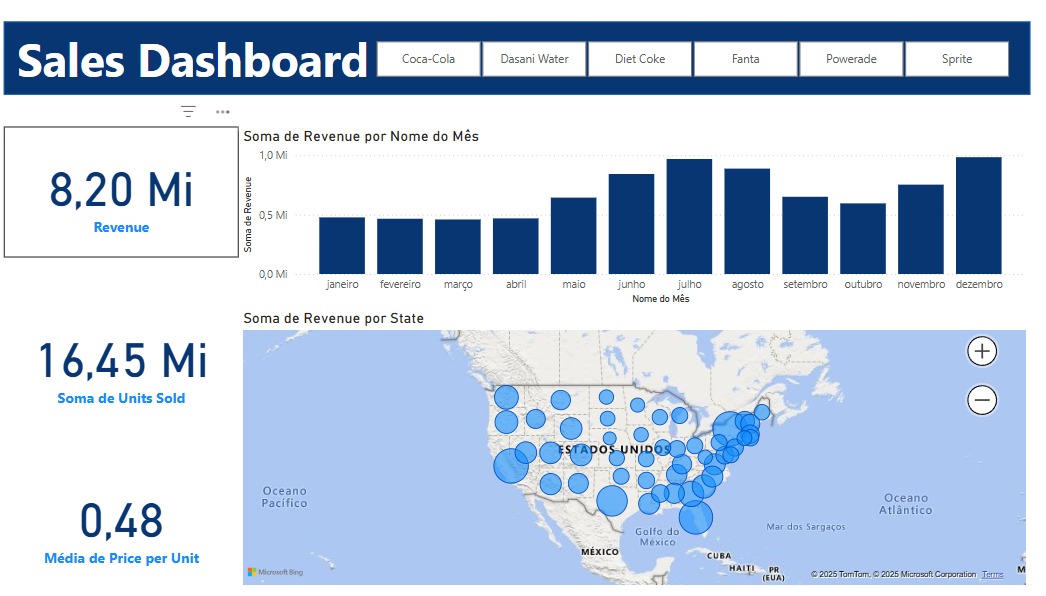 Sales Dashboard
Coca-Cola
Dasani Water
Diet Coke
Fanta
Powerade
Sprite
8,20 Mi
Revenue
16,45 Mi
Soma de Units Sold
0,48
Média de Price per Unit
Soma de Revenue por Nome do Mês
Soma de Revenue
1,0 Mi
0,5 Mi
0,0 Mi
janeiro
fevereiro
março
abril
maio
junho
julho
agosto
setembro
outubro
novembro
dezembro
Nome do Mês
Soma de Revenue por State
ESTADOS UNIDOS
Oceano
Pacífico
Oceano
Atlântico
Golfo do
México
Mar dos Sargaços
MÉXICO
CUBA
HAITI
PR
(EUA)
M
Microsoft Bing
© 2025 TomTom, © 2025 Microsoft Corporation Terms